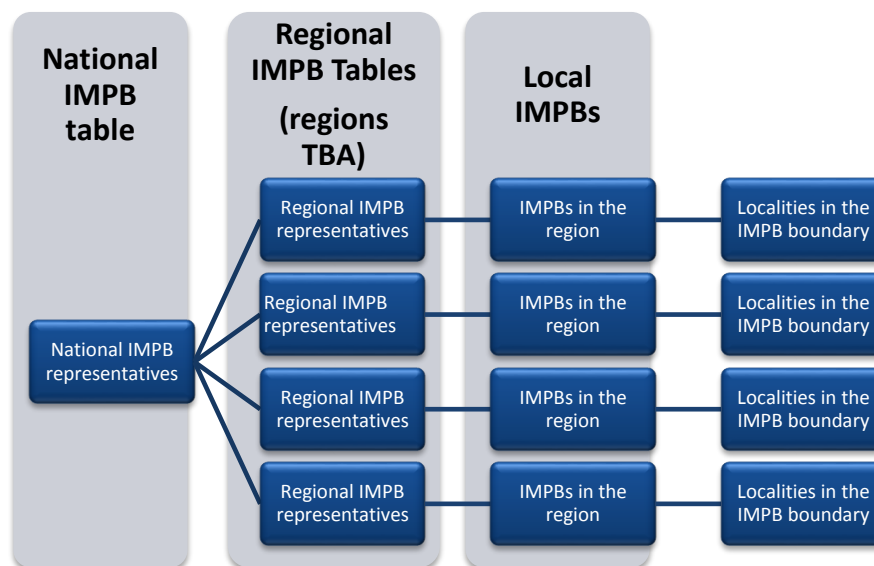 National
IMPB
table
Regional
IMPB Tables
(regions
TBA)
Local
IMPBs
National IMPB
representatives
Regional IMPB
representatives
IMPBs in the
region
Localities in the
IMPB boundary
Regional IMPB
representatives
IMPBs in the
region
Localities in the
IMPB boundary
Regional IMPB
representatives
IMPBs in the
region
Localities in the
IMPB boundary
Regional IMPB
representatives
IMPBs in the
region
Localities in the
IMPB boundary